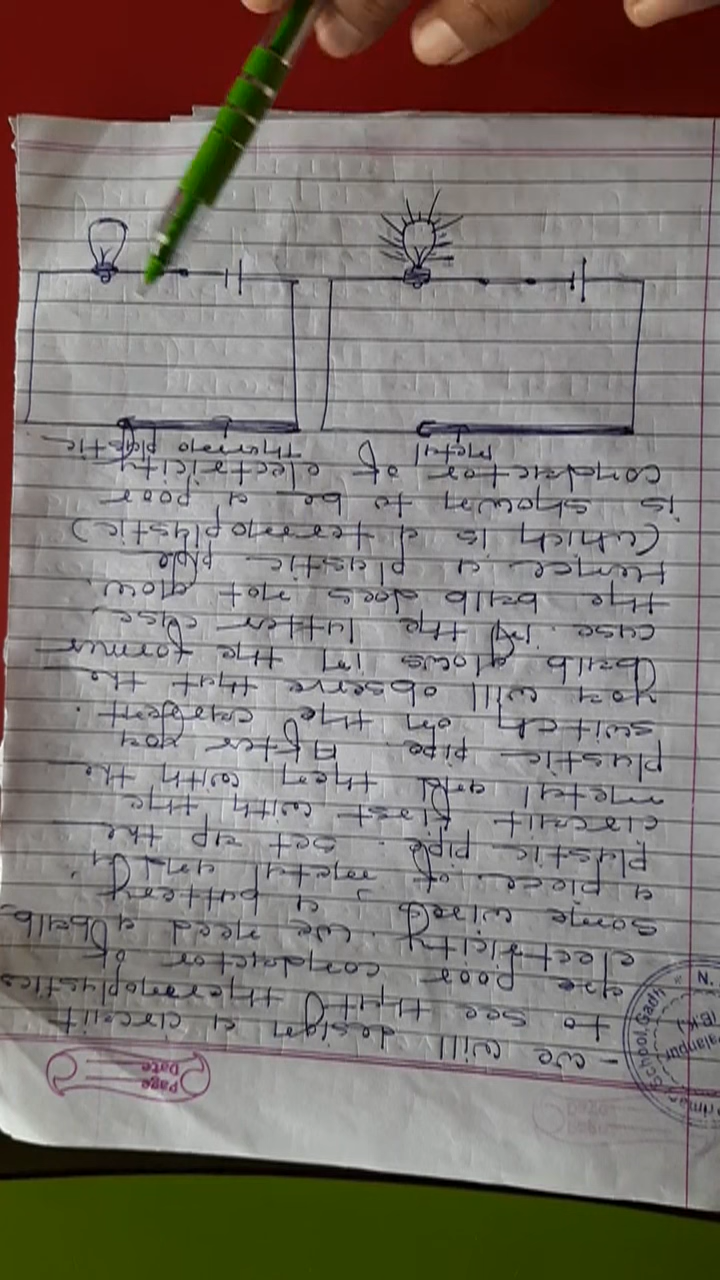 Page
Date
- we will design a circuit
to see that thermoplastics
are poor conductor of
electricity. we need a bulb,
some wires, a battery,
a piece of metal and
plastic pipe. set up the
circuit first with the
metal and then with the
plastic pipe. After you
switch on the current.
you will observe that the
bulb glows in the former
case. in the latter case
the bulb does not glow.
Hence a plastic pipe
(which is a termoplastic)
is shown to be a poor
conductor of electricity
metal
thermo plastic